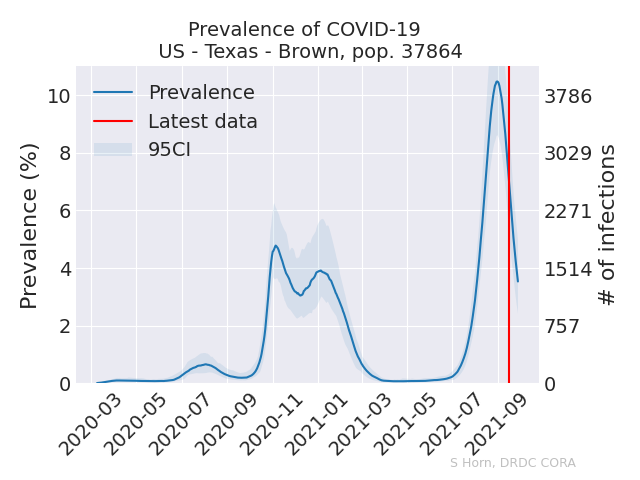 Prevalence of COVID-19
US - Texas - Brown, pop. 37864
Prevalence
Latest data
95CI
Prevalence (%)
10
8
6
4
2
0
3786
3029
2271
1514
757
0
# of infections
2020-03
2020-05
2020-07
2020-09
2020-11
2021-01
2021-03
2021-05
2021-07
2021-09
S Horn, DRDC CORA